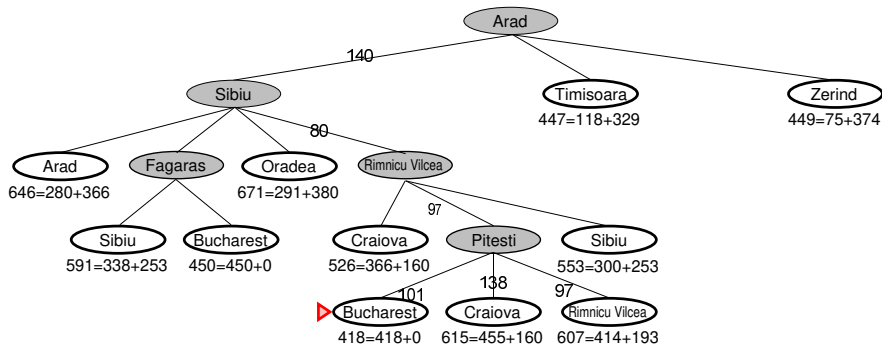 Arad
140
Sibiu
Timisoara
Zerind
447=118+329
449=75+374
80
Arad
Fagaras
Oradea
Rimnicu Vilcea
646=280+366
671=291+380
97
Sibiu
Bucharest
Craiova
Pitesti
Sibiu
591=338+253
450=450+0
526=366+160
553=300+253
101
138
97
Bucharest
Craiova
Rimnicu Vilcea
418=418+0
615=455+160
607=414+193